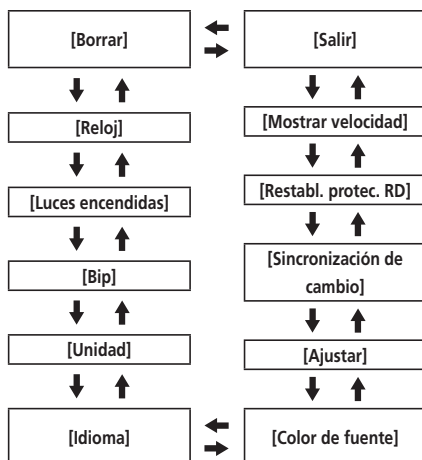 [Borrar]
[Salir]
[Reloj]
[Mostrar velocidad]
[Luces encendidas]
[Restabl. protec. RD]
[Bip]
[Sincronización de
cambio]
[Unidad]
[Ajustar]
[Idioma]
[Color de fuente]